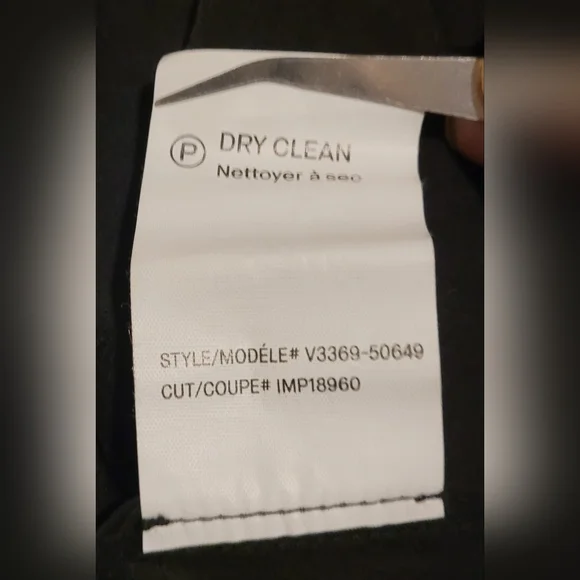 Ⓟ DRY CLEAN
Nettoyer à sec
STYLE/MODÉLE# V3369-50649
CUT/COUPE# IMP18960